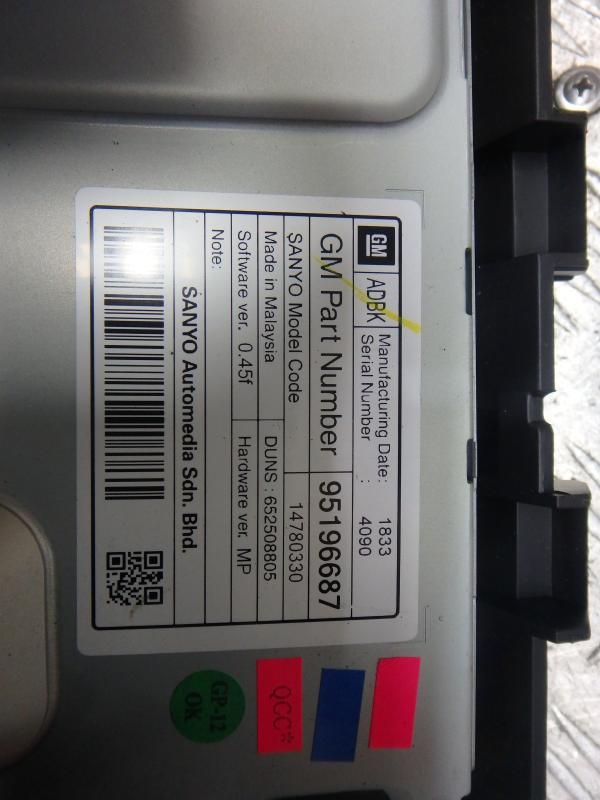 GM ADBK Manufacturing Date: 1833
Serial Number : 4090
GM Part Number 95196687
SANYO Model Code 14780330
Made in Malaysia DUNS : 652508805
Software ver. 0.45f Hardware ver. MP
Note:
SANYO Automedia Sdn. Bhd.
QCC*
GP-12
OK